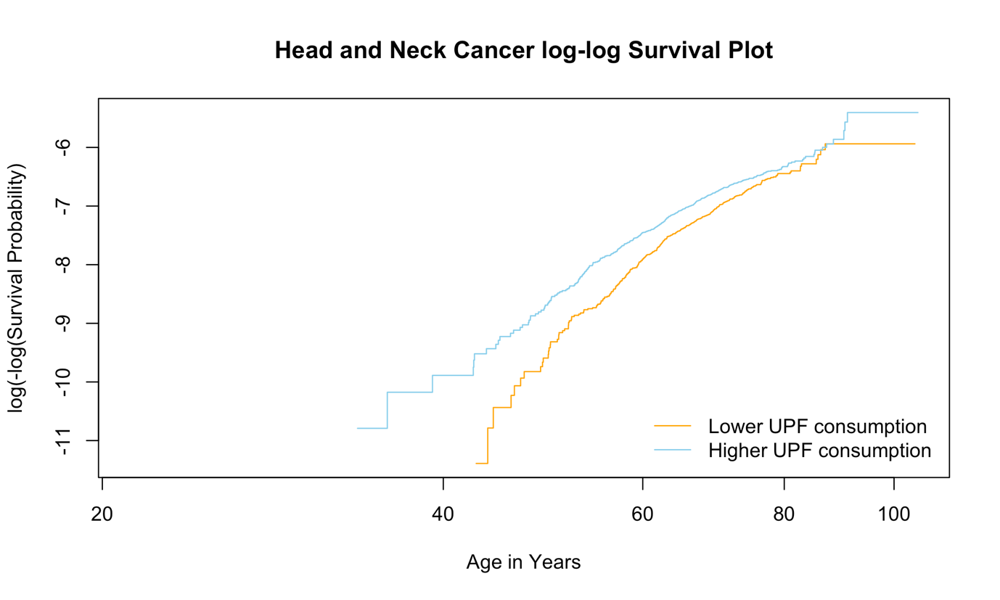 Head and Neck Cancer log-log Survival Plot
log(-log(Survival Probability)
-6
-7
-8
-9
-10
-11
Lower UPF consumption
Higher UPF consumption
20 40 60 80 100
Age in Years